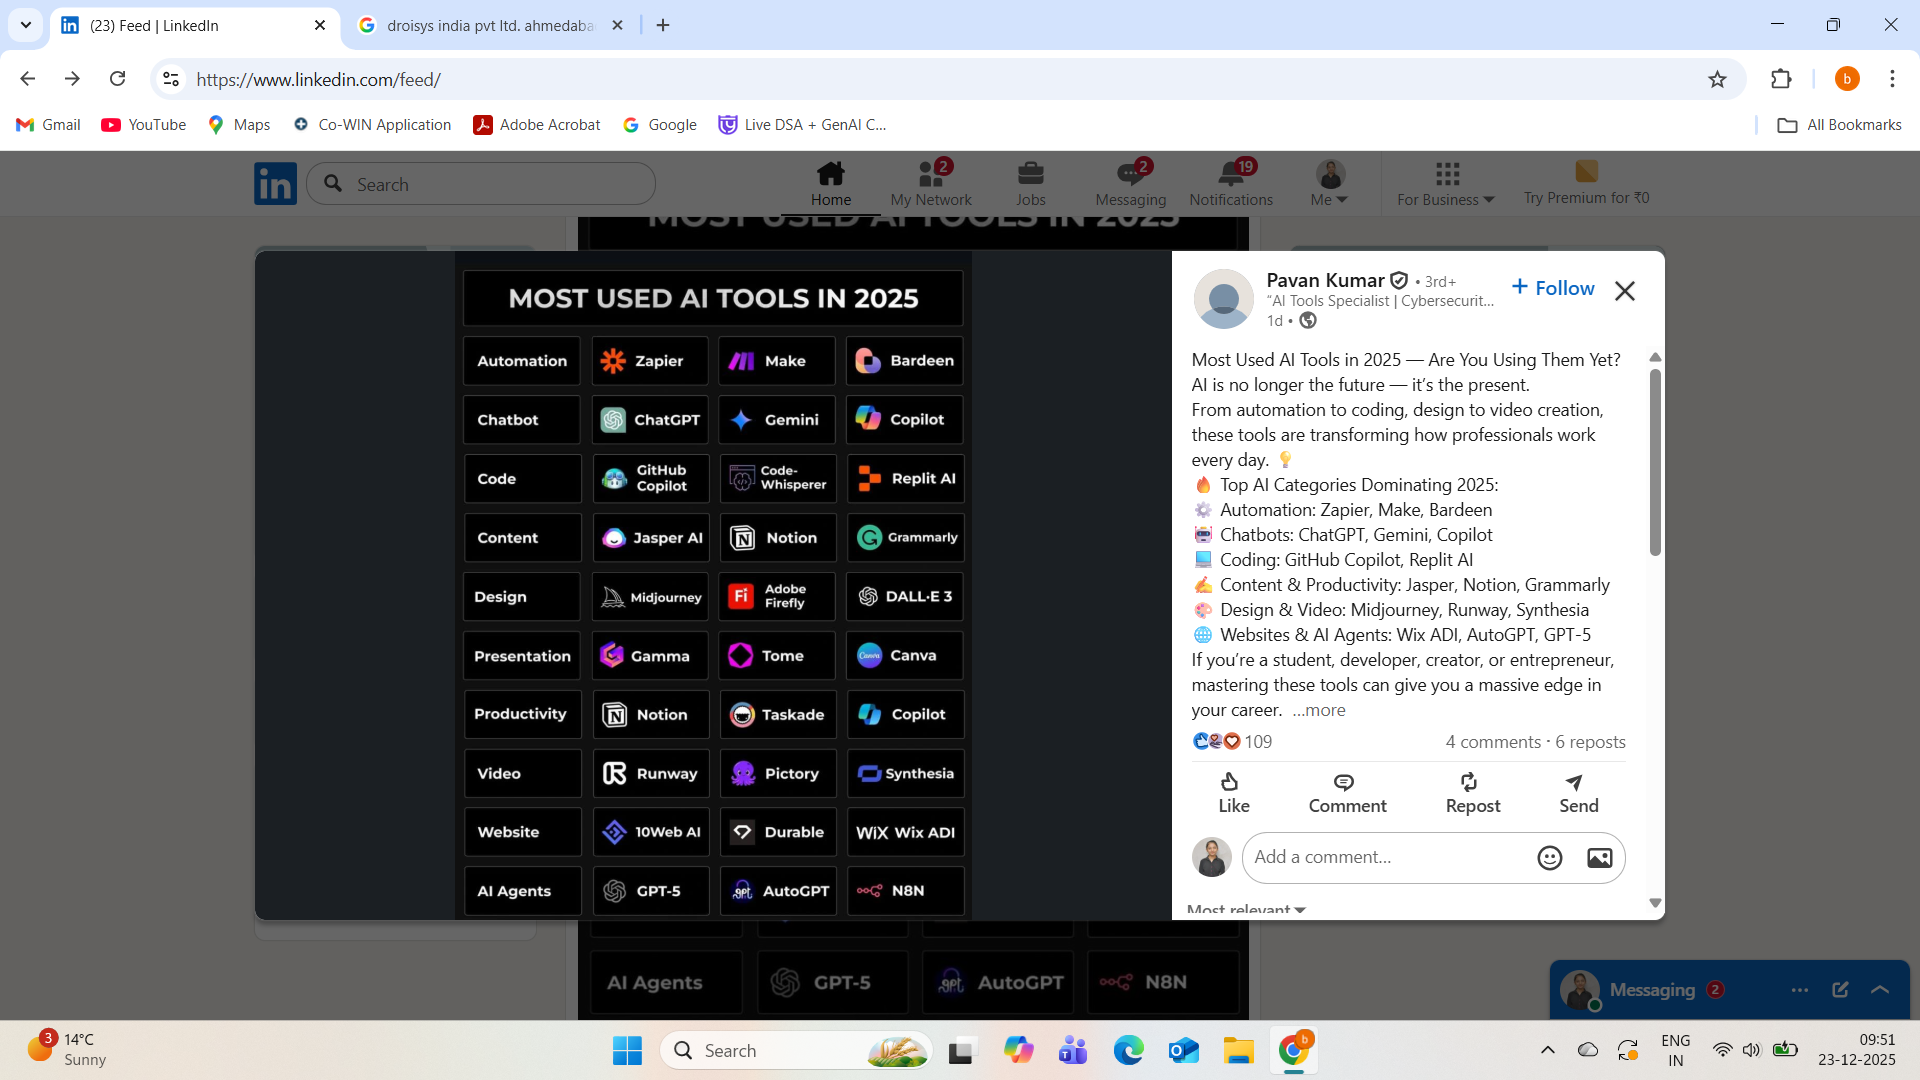 (23) Feed | LinkedIn
droisys india pvt ltd. ahmedaba
https://www.linkedin.com/feed/
b
Gmail
YouTube
Maps
Co-WIN Application
Adobe Acrobat
Google
Live DSA + GenAI C...
All Bookmarks
in
Search
Home
2
My Network
Jobs
2
Messaging
19
Notifications
Me
For Business
Try Premium for ₹0
MOST USED AI TOOLS IN 2025
MOST USED AI TOOLS IN 2025
Automation Zapier Make Bardeen
Chatbot ChatGPT Gemini Copilot
Code GitHub Copilot Code-Whisperer Replit AI
Content Jasper AI Notion Grammarly
Design Midjourney Fi Adobe Firefly DALL·E 3
Presentation Gamma Tome Canva Canva
Productivity Notion Taskade Copilot
Video Runway Pictory Synthesia
Website 10Web AI Durable WiX Wix ADI
AI Agents GPT-5 gpt AutoGPT N8N
Pavan Kumar • 3rd+
“AI Tools Specialist | Cybersecurit...
1d •
+ Follow
Most Used AI Tools in 2025 — Are You Using Them Yet?
AI is no longer the future — it’s the present.
From automation to coding, design to video creation,
these tools are transforming how professionals work
every day. 💡
🔥 Top AI Categories Dominating 2025:
⚙️ Automation: Zapier, Make, Bardeen
🤖 Chatbots: ChatGPT, Gemini, Copilot
💻 Coding: GitHub Copilot, Replit AI
✍️ Content & Productivity: Jasper, Notion, Grammarly
🎨 Design & Video: Midjourney, Runway, Synthesia
🌐 Websites & AI Agents: Wix ADI, AutoGPT, GPT-5
If you’re a student, developer, creator, or entrepreneur,
mastering these tools can give you a massive edge in
your career. ...more
109
4 comments · 6 reposts
Like
Comment
Repost
Send
Add a comment...
Most relevant
AI Agents GPT-5 gpt AutoGPT N8N
Messaging 2
3
14°C
Sunny
Search
b
ENG
IN
09:51
23-12-2025